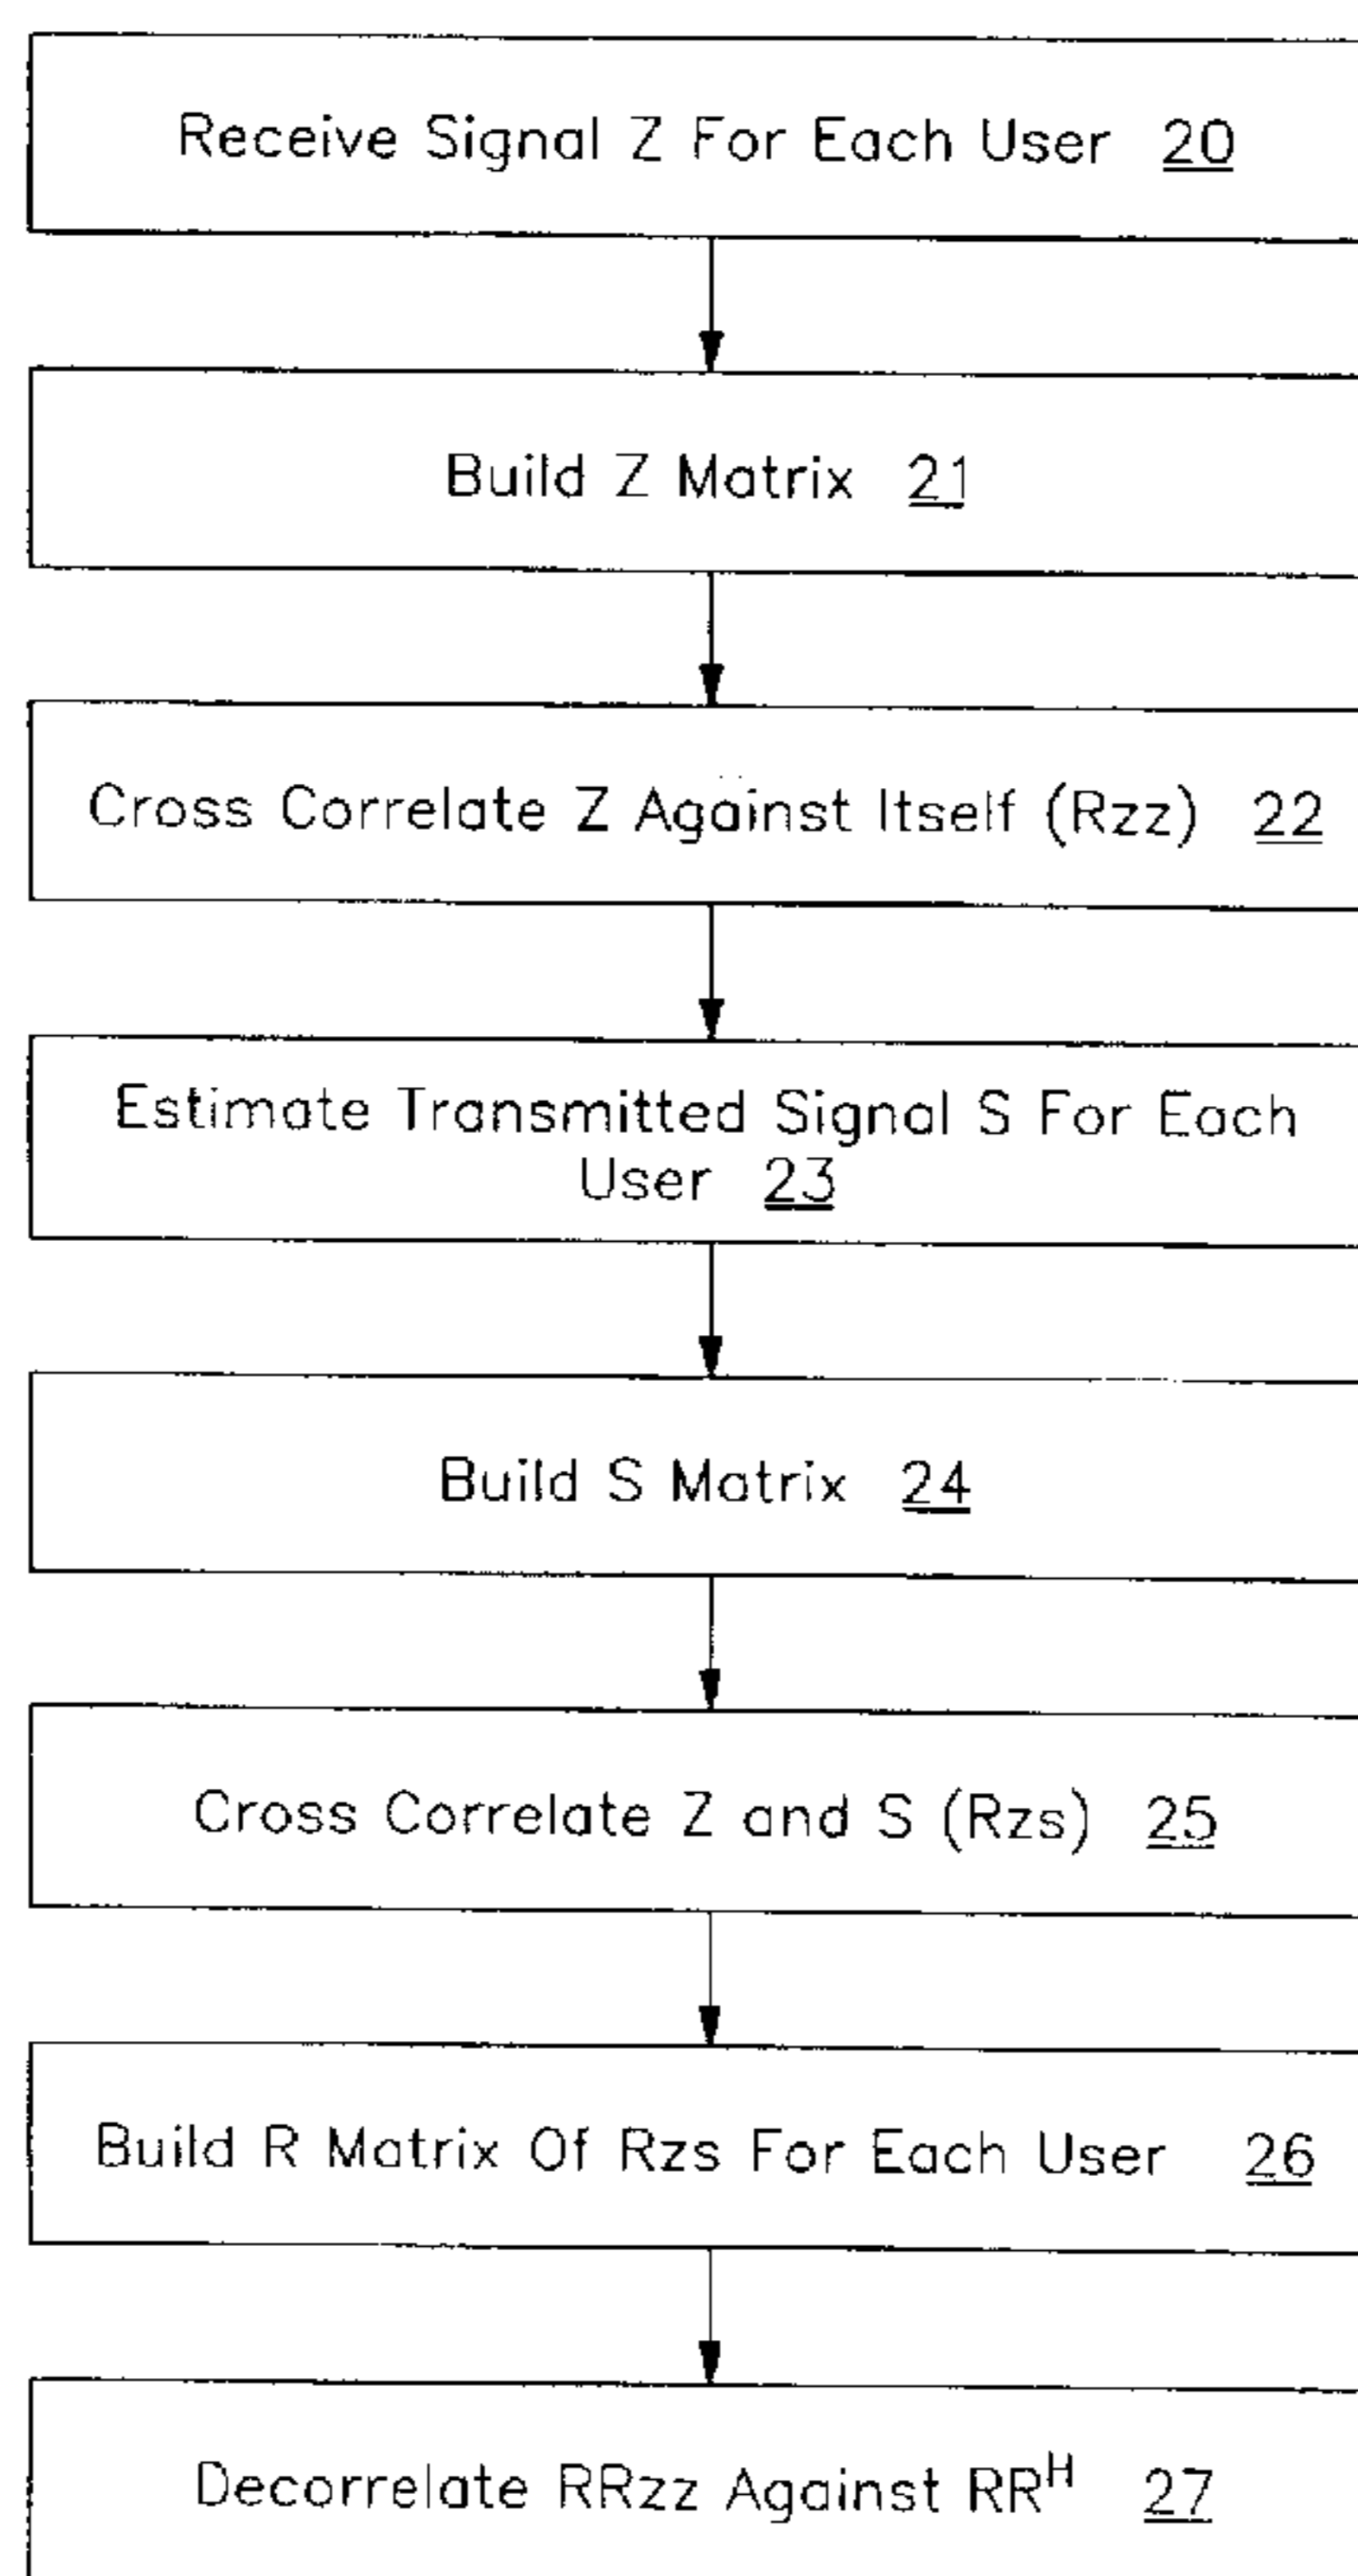 Receive Signal Z For Each User 20
Build Z Matrix 21
Cross Correlate Z Against Itself (Rzz) 22
Estimate Transmitted Signal S For Each
User 23
Build S Matrix 24
Cross Correlate Z and S (Rzs) 25
Build R Matrix Of Rzs For Each User 26
Decorrelate RRzz Against RR^H 27